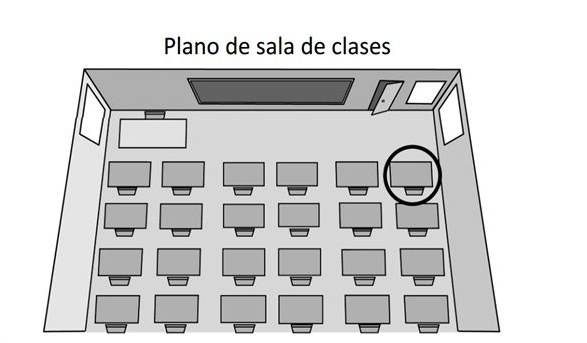 Plano de sala de clases